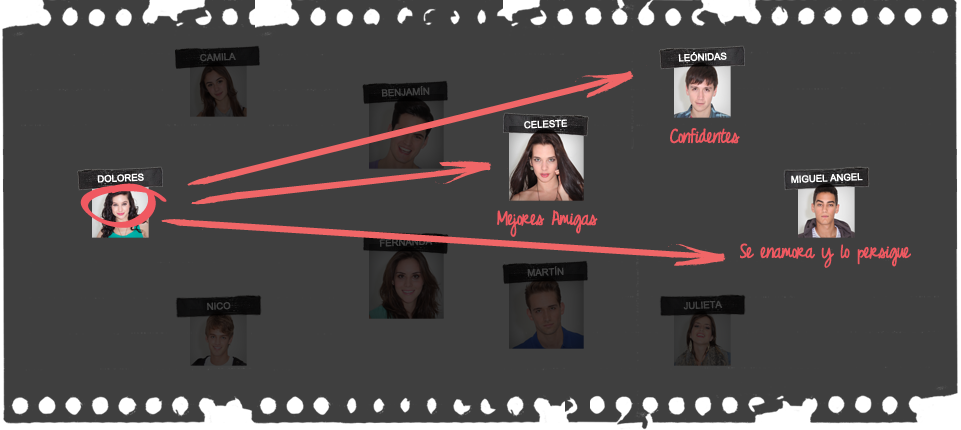 CAMILA
LEÓNIDAS
BENJAMÍN
CELESTE
Confidentes
DOLORES
MIGUEL ANGEL
Mejores Amigas
FERNANDA
Se enamora y lo persigue
MARTÍN
NICO
JULIETA